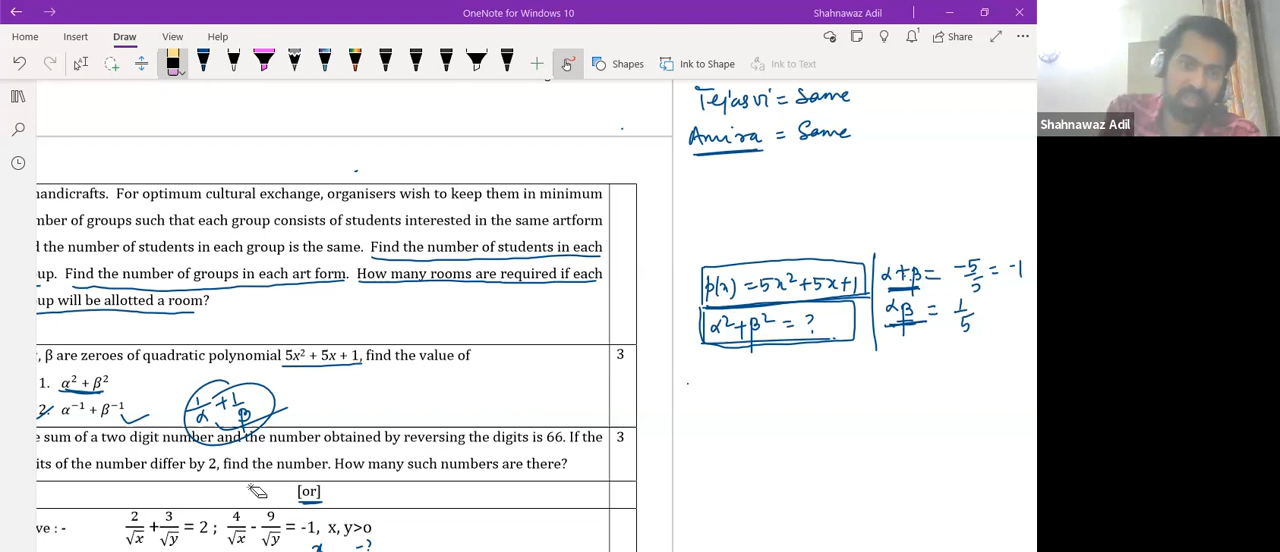 OneNote for Windows 10
Shahnawaz Adil
Home Insert Draw View Help
Share
Shapes Ink to Shape Ink to Text
Shahnawaz Adil
Tejasvi = Same
Amira = Same
handicrafts. For optimum cultural exchange, organisers wish to keep them in minimum
mber of groups such that each group consists of students interested in the same artform
d the number of students in each group is the same. Find the number of students in each
up. Find the number of groups in each art form. How many rooms are required if each
up will be allotted a room?
p(x) = 5x² + 5x + 1
α² + β² = ?
α + β = -5/5 = -1
αβ = 1/5
, β are zeroes of quadratic polynomial 5x² + 5x + 1, find the value of 3
1. α² + β²
2. α⁻¹ + β⁻¹
1/α + 1/β
e sum of a two digit number and the number obtained by reversing the digits is 66. If the 3
its of the number differ by 2, find the number. How many such numbers are there?
[or]
ve : - 2/√x + 3/√y = 2 ; 4/√x - 9/√y = -1, x, y>o